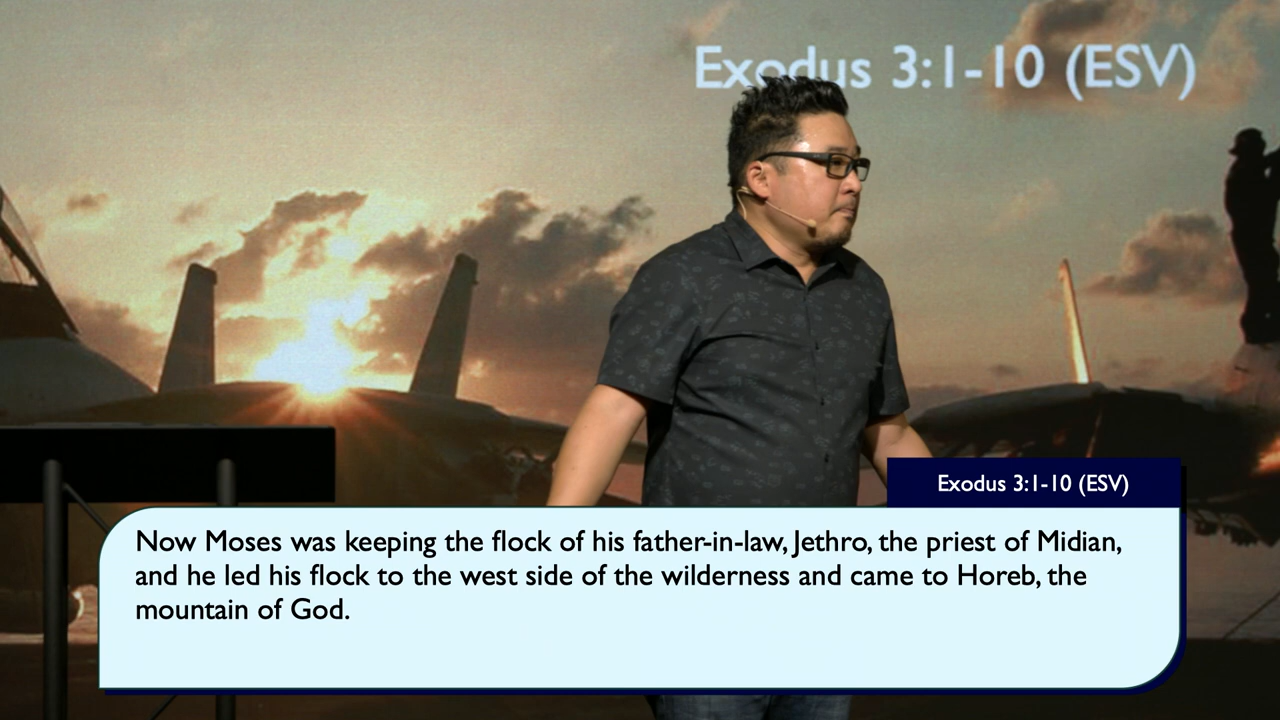 Exodus 3:1-10 (ESV)
Exodus 3:1-10 (ESV)
Now Moses was keeping the flock of his father-in-law, Jethro, the priest of Midian,
and he led his flock to the west side of the wilderness and came to Horeb, the
mountain of God.